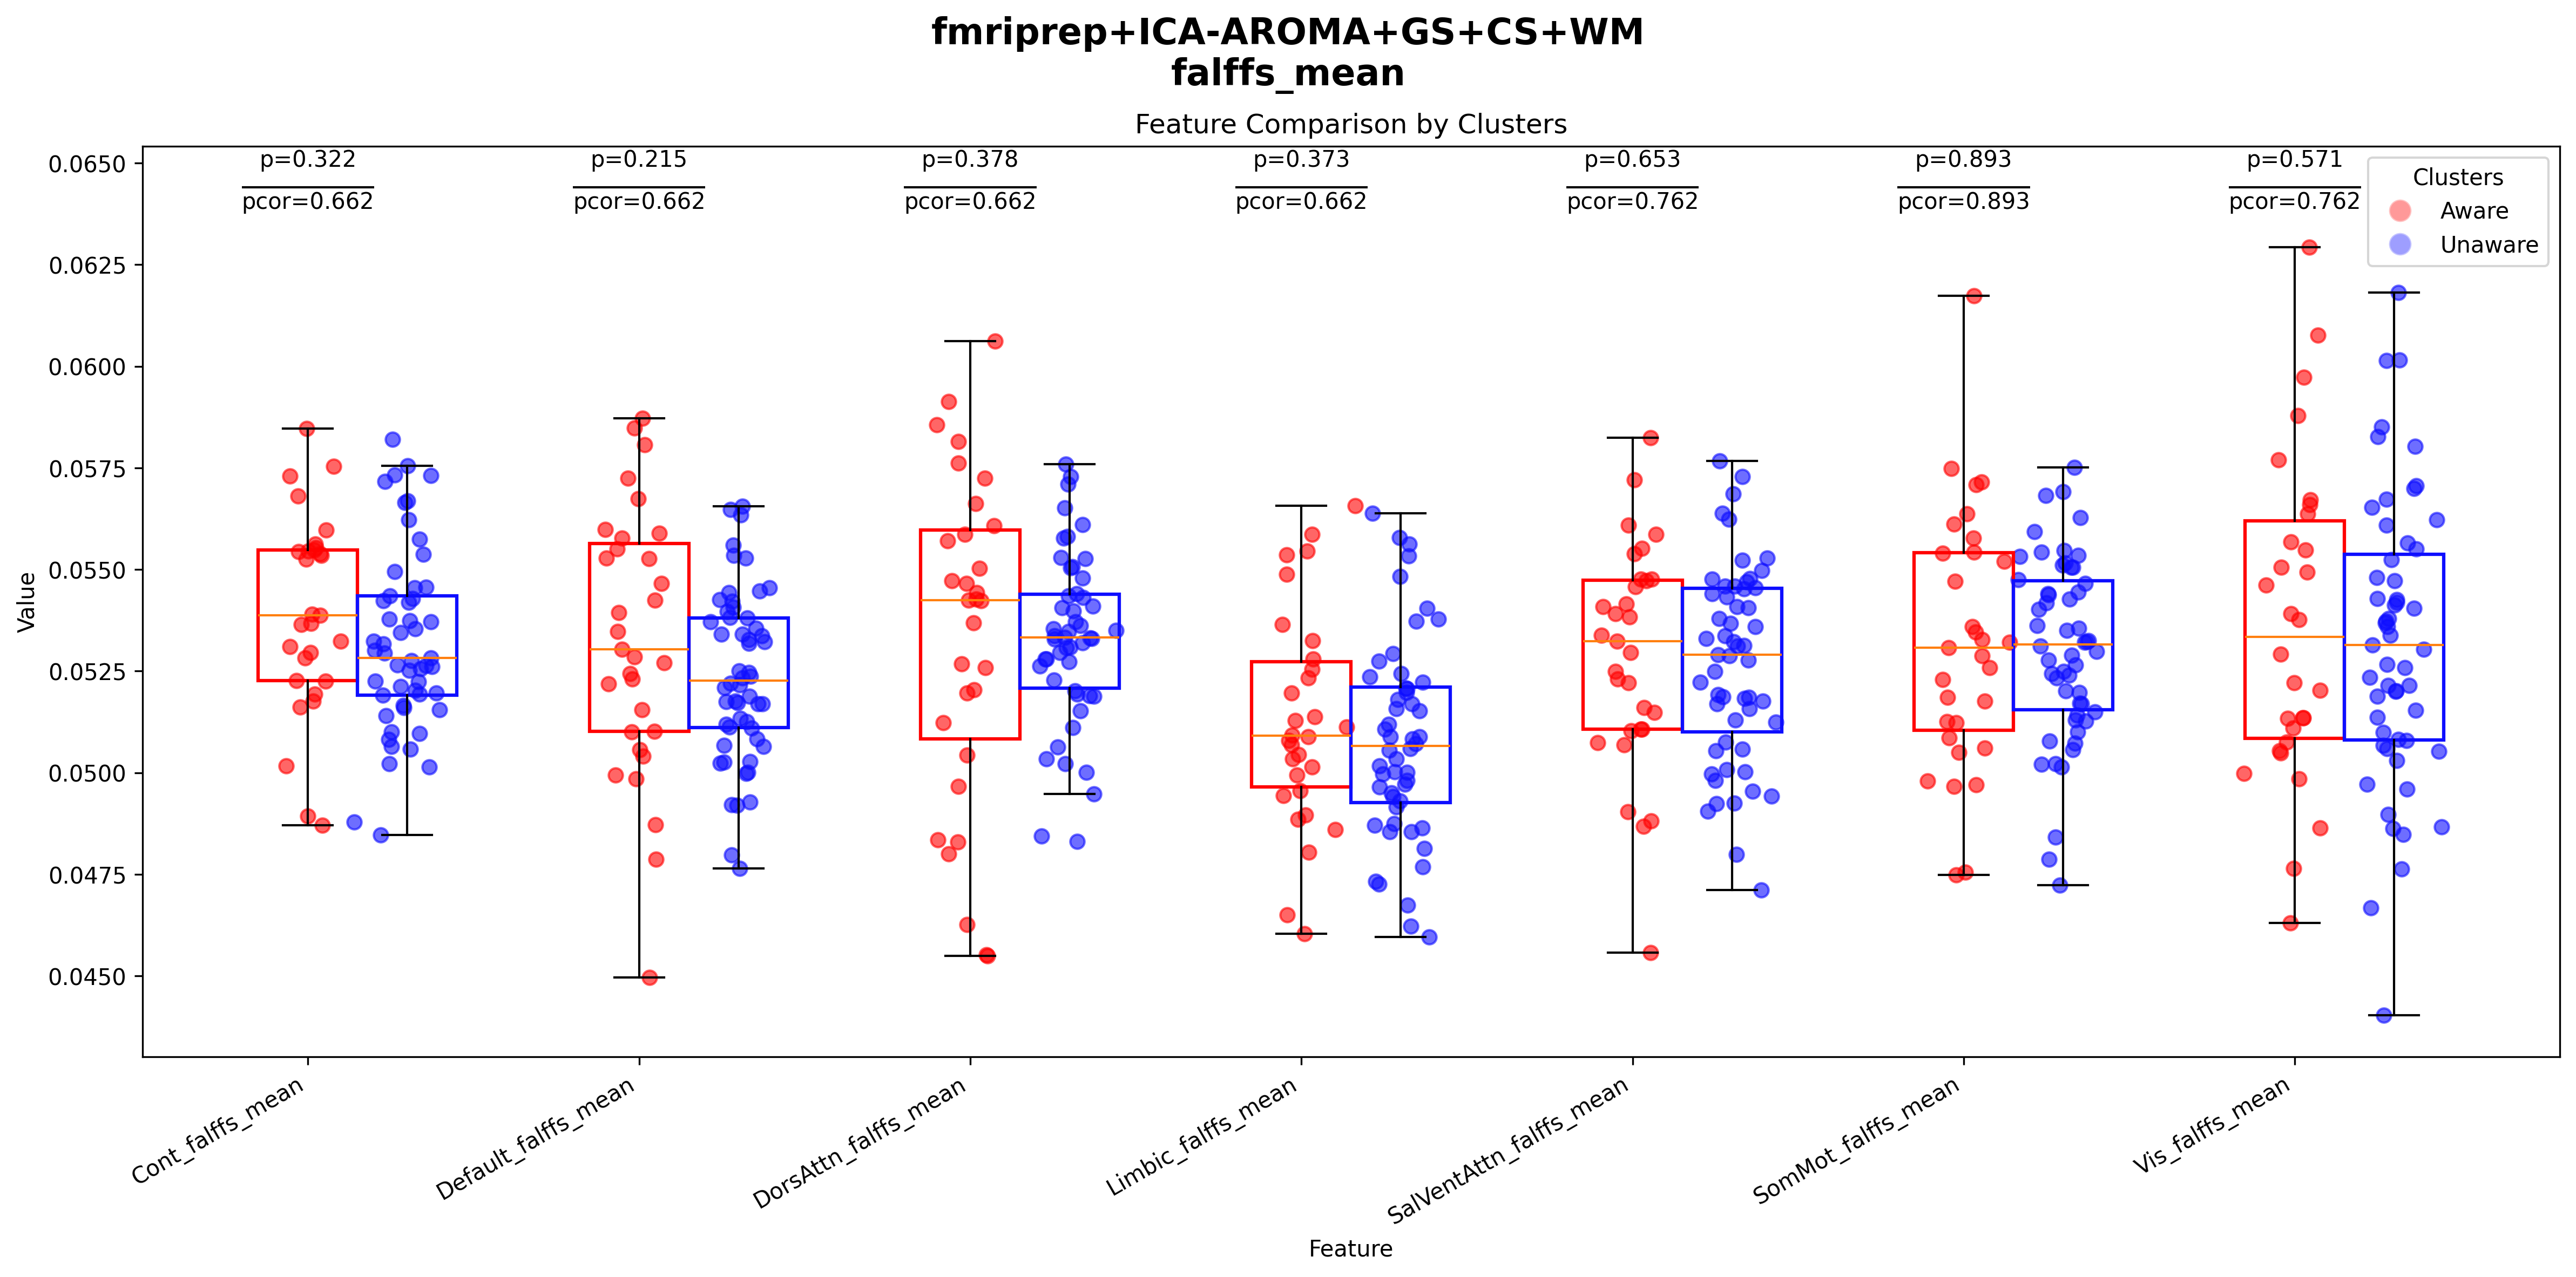 fmriprep+ICA-AROMA+GS+CS+WM
falffs_mean
Feature Comparison by Clusters
p=0.322 p=0.215 p=0.378 p=0.373 p=0.653 p=0.893 p=0.571
pcor=0.662 pcor=0.662 pcor=0.662 pcor=0.662 pcor=0.762 pcor=0.893 pcor=0.762
Clusters
Aware
Unaware
Value
0.0650
0.0625
0.0600
0.0575
0.0550
0.0525
0.0500
0.0475
0.0450
Cont_falffs_mean
Default_falffs_mean
DorsAttn_falffs_mean
Limbic_falffs_mean
SalVentAttn_falffs_mean
SomMot_falffs_mean
Vis_falffs_mean
Feature